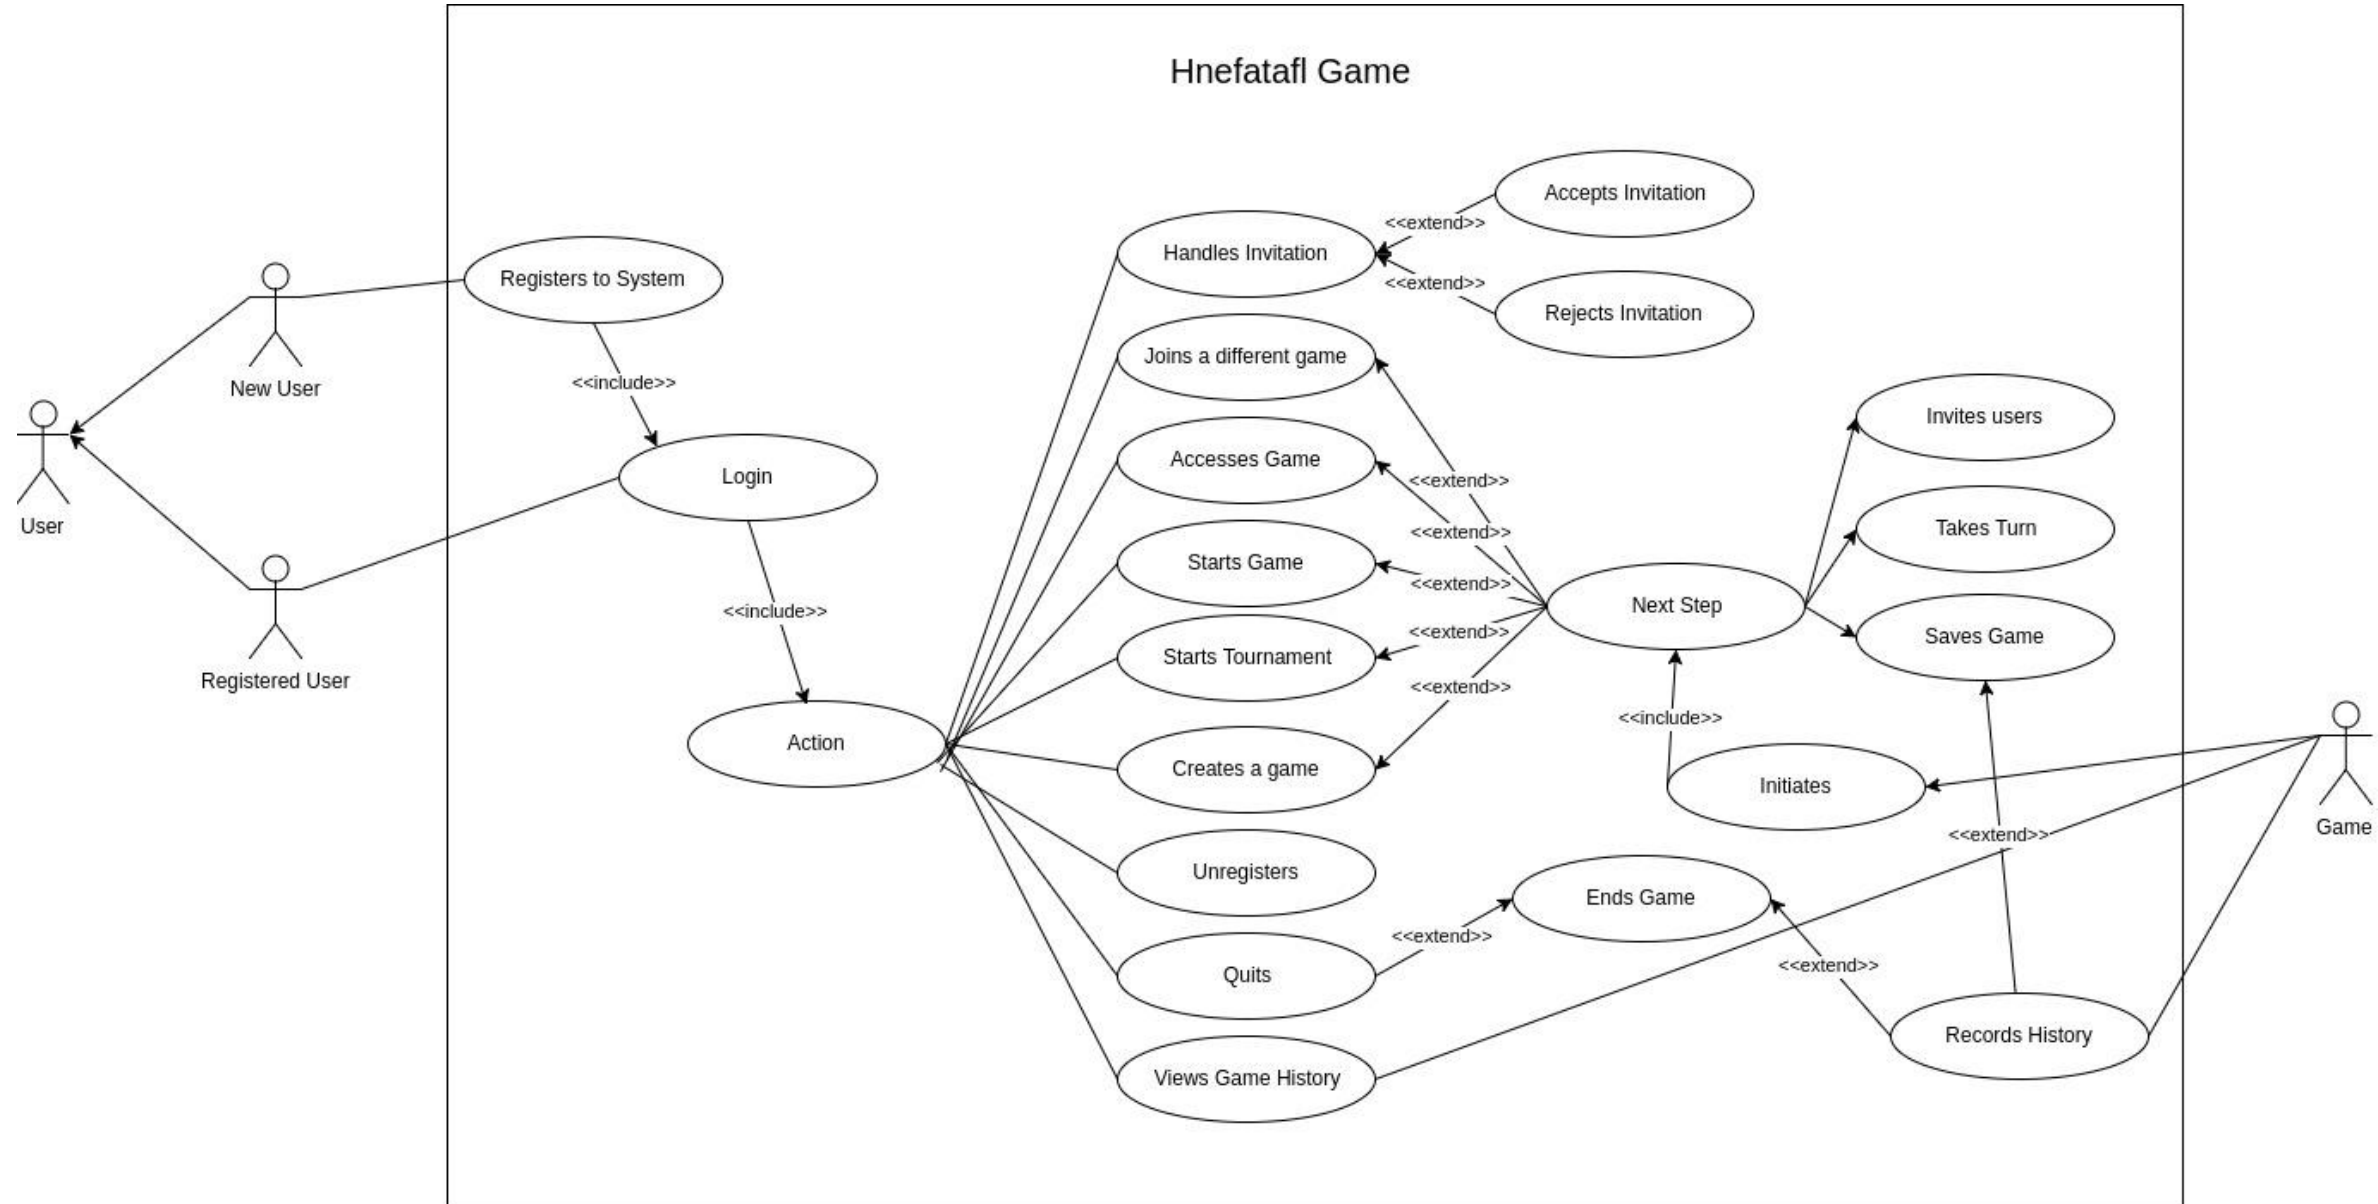 Hnefatafl Game
Accepts Invitation
<<extend>>
Handles Invitation
Registers to System
<<extend>>
Rejects Invitation
Joins a different game
<<include>>
New User
Invites users
Accesses Game
Login
<<extend>>
User
Takes Turn
<<extend>>
Starts Game
<<extend>>
Next Step
<<include>>
<<extend>>
Saves Game
Starts Tournament
Registered User
<<extend>>
<<include>>
Action
Creates a game
Initiates
Game
<<extend>>
Unregisters
Ends Game
<<extend>>
<<extend>>
Quits
Records History
Views Game History